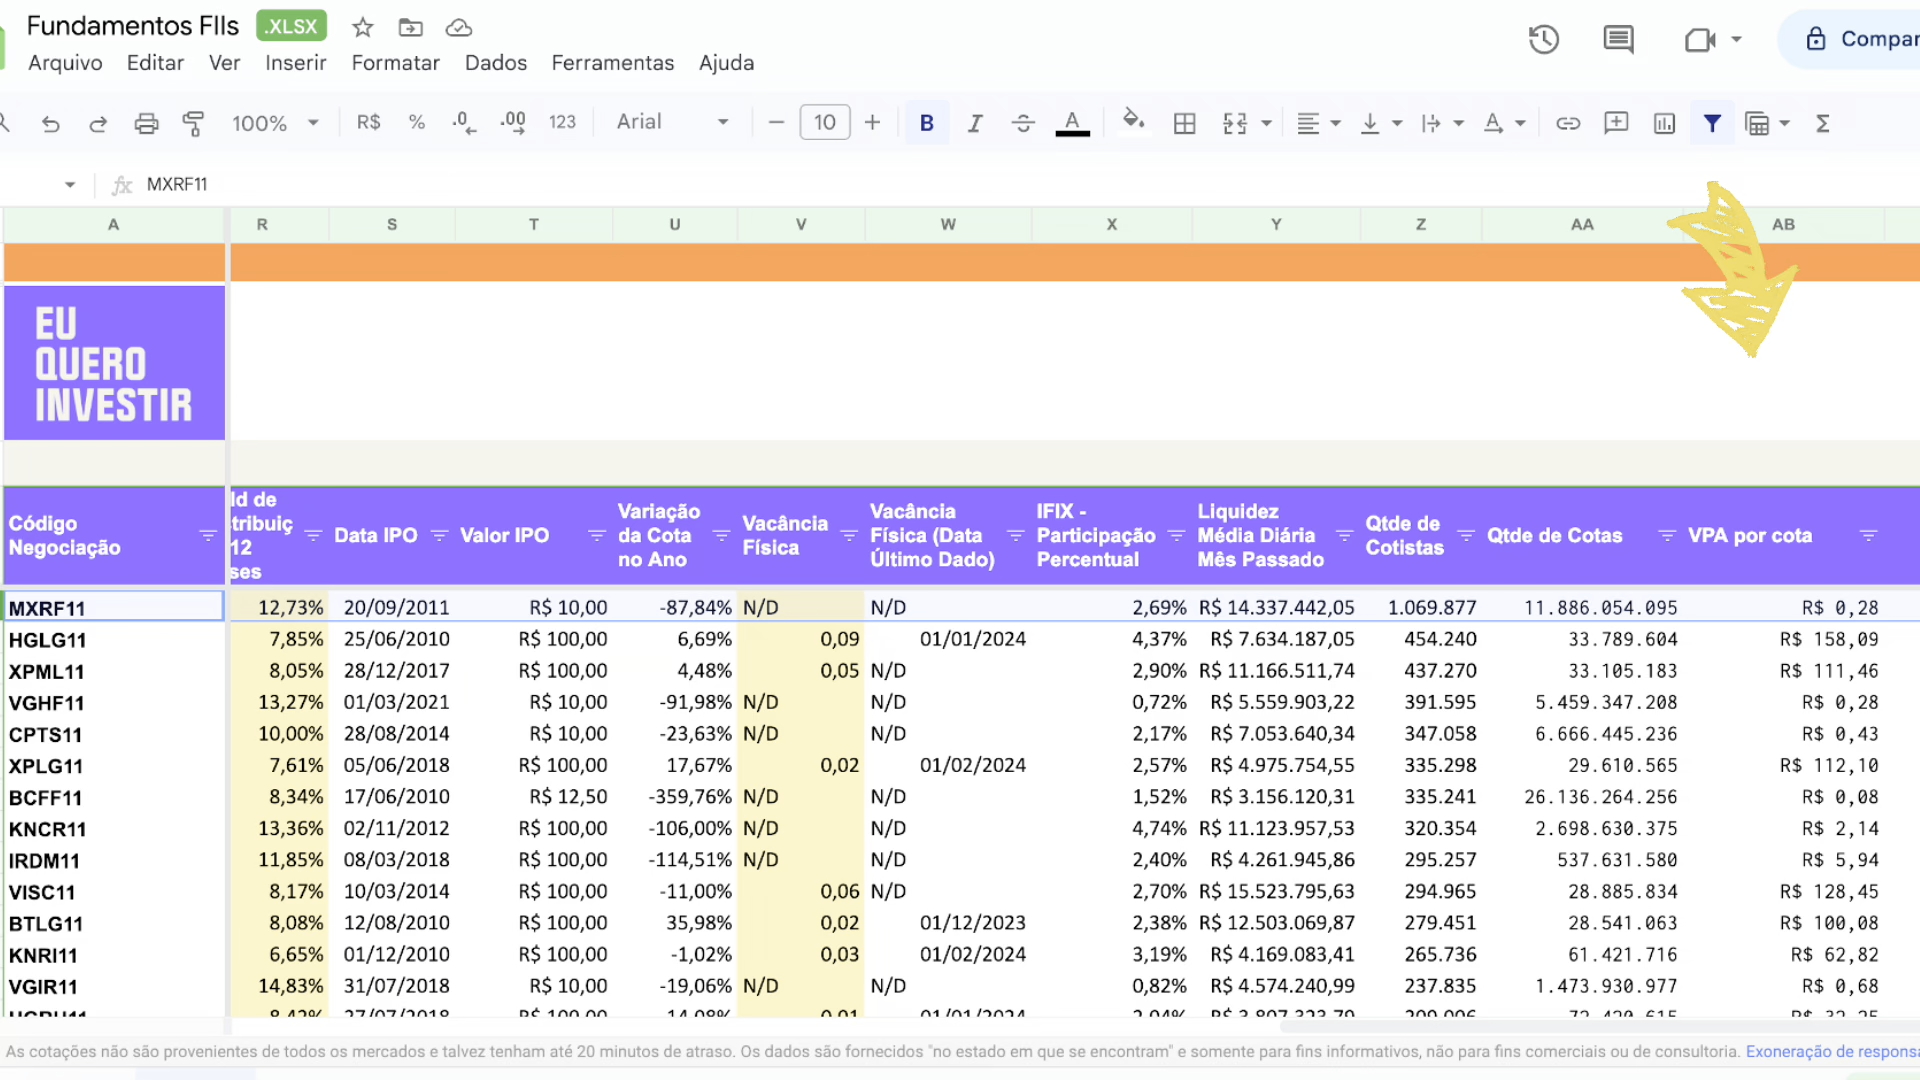 Fundamentos FIIs .XLSX
Arquivo Editar Ver Inserir Formatar Dados Ferramentas Ajuda
100% R$ % .0 .00 123 Arial 10 B I A Σ
fx MXRF11
A R S T U V W X Y Z AA AB
EU
QUERO
INVESTIR
Código Negociação ld de tribuiç 12 ses Data IPO Valor IPO Variação da Cota no Ano Vacância Física Vacância Física (Data Último Dado) IFIX - Participação Percentual Liquidez Média Diária Mês Passado Qtde de Cotistas Qtde de Cotas VPA por cota
MXRF11 12,73% 20/09/2011 R$ 10,00 -87,84% N/D N/D 2,69% R$ 14.337.442,05 1.069.877 11.886.054.095 R$ 0,28
HGLG11 7,85% 25/06/2010 R$ 100,00 6,69% 0,09 01/01/2024 4,37% R$ 7.634.187,05 454.240 33.789.604 R$ 158,09
XPML11 8,05% 28/12/2017 R$ 100,00 4,48% 0,05 N/D 2,90% R$ 11.166.511,74 437.270 33.105.183 R$ 111,46
VGHF11 13,27% 01/03/2021 R$ 10,00 -91,98% N/D N/D 0,72% R$ 5.559.903,22 391.595 5.459.347.208 R$ 0,28
CPTS11 10,00% 28/08/2014 R$ 10,00 -23,63% N/D N/D 2,17% R$ 7.053.640,34 347.058 6.666.445.236 R$ 0,43
XPLG11 7,61% 05/06/2018 R$ 100,00 17,67% 0,02 01/02/2024 2,57% R$ 4.975.754,55 335.298 29.610.565 R$ 112,10
BCFF11 8,34% 17/06/2010 R$ 12,50 -359,76% N/D N/D 1,52% R$ 3.156.120,31 335.241 26.136.264.256 R$ 0,08
KNCR11 13,36% 02/11/2012 R$ 100,00 -106,00% N/D N/D 4,74% R$ 11.123.957,53 320.354 2.698.630.375 R$ 2,14
IRDM11 11,85% 08/03/2018 R$ 100,00 -114,51% N/D N/D 2,40% R$ 4.261.945,86 295.257 537.631.580 R$ 5,94
VISC11 8,17% 10/03/2014 R$ 100,00 -11,00% 0,06 N/D 2,70% R$ 15.523.795,63 294.965 28.885.834 R$ 128,45
BTLG11 8,08% 12/08/2010 R$ 100,00 35,98% 0,02 01/12/2023 2,38% R$ 12.503.069,87 279.451 28.541.063 R$ 100,08
KNRI11 6,65% 01/12/2010 R$ 100,00 -1,02% 0,03 01/02/2024 3,19% R$ 4.169.083,41 265.736 61.421.716 R$ 62,82
VGIR11 14,83% 31/07/2018 R$ 10,00 -19,06% N/D N/D 0,82% R$ 4.574.240,99 237.835 1.473.930.977 R$ 0,68
As cotações não são provenientes de todos os mercados e talvez tenham até 20 minutos de atraso. Os dados são fornecidos "no estado em que se encontram" e somente para fins informativos, não para fins comerciais ou de consultoria. Exoneração de respons
Compar